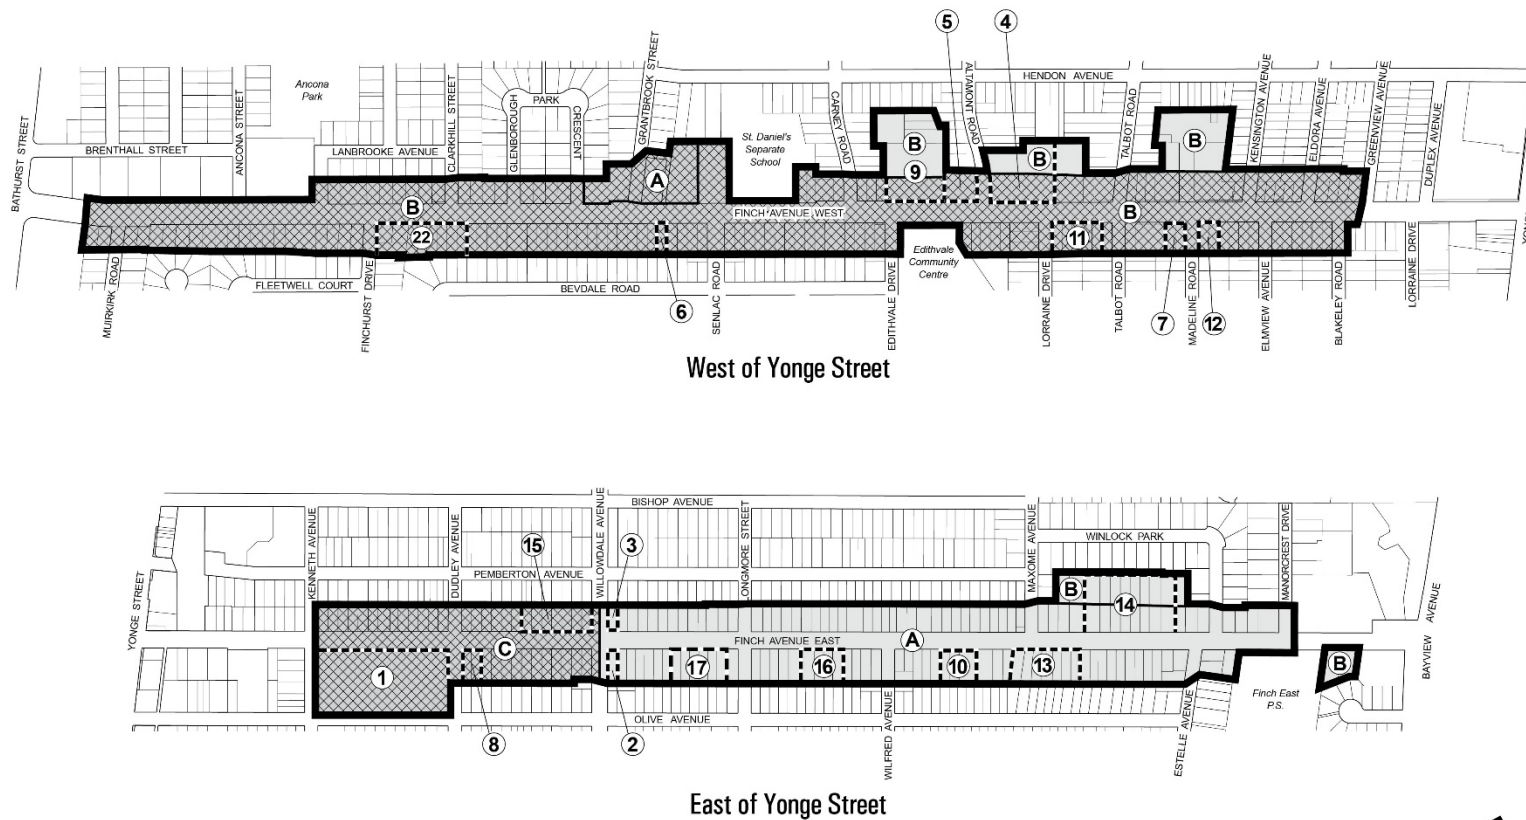 5
4
HENDON AVENUE
Ancona
Park
PARK
GLENBOROUGH
CRESCENT
GRANTBROOK STREET
CLARKHILL STREET
ANCONA STREET
BATHURST STREET
BRENTHALL STREET
LANBROOKE AVENUE
St. Daniel's
Separate
School
CARNEY ROAD
ALTAMONT ROAD
TALBOT ROAD
KENSINGTON AVENUE
ELDORA AVENUE
GREENVIEW AVENUE
DUPLEX AVENUE
B
B
B
9
A
B
FINCH AVENUE WEST
B
22
11
Edithvale
Community
Centre
MUIRKIRK ROAD
FLEETWELL COURT
FINCHURST DRIVE
BEVDALE ROAD
6
SENLAC ROAD
EDITHVALE DRIVE
LORRAINE DRIVE
TALBOT ROAD
7
MADELINE ROAD
12
ELMVIEW AVENUE
BLAKELEY ROAD
LORRAINE DRIVE
West of Yonge Street
BISHOP AVENUE
KENNETH AVENUE
DUDLEY AVENUE
WILLOWDALE AVENUE
LONGMORE STREET
MAXOME AVENUE
MANORCREST DRIVE
WINLOCK PARK
15
3
PEMBERTON AVENUE
YONGE STREET
BAYVIEW AVENUE
B
14
FINCH AVENUE EAST
A
C
1
17
16
10
13
B
Finch East
P.S.
OLIVE AVENUE
8
2
WILFRED AVENUE
ESTELLE AVENUE
East of Yonge Street